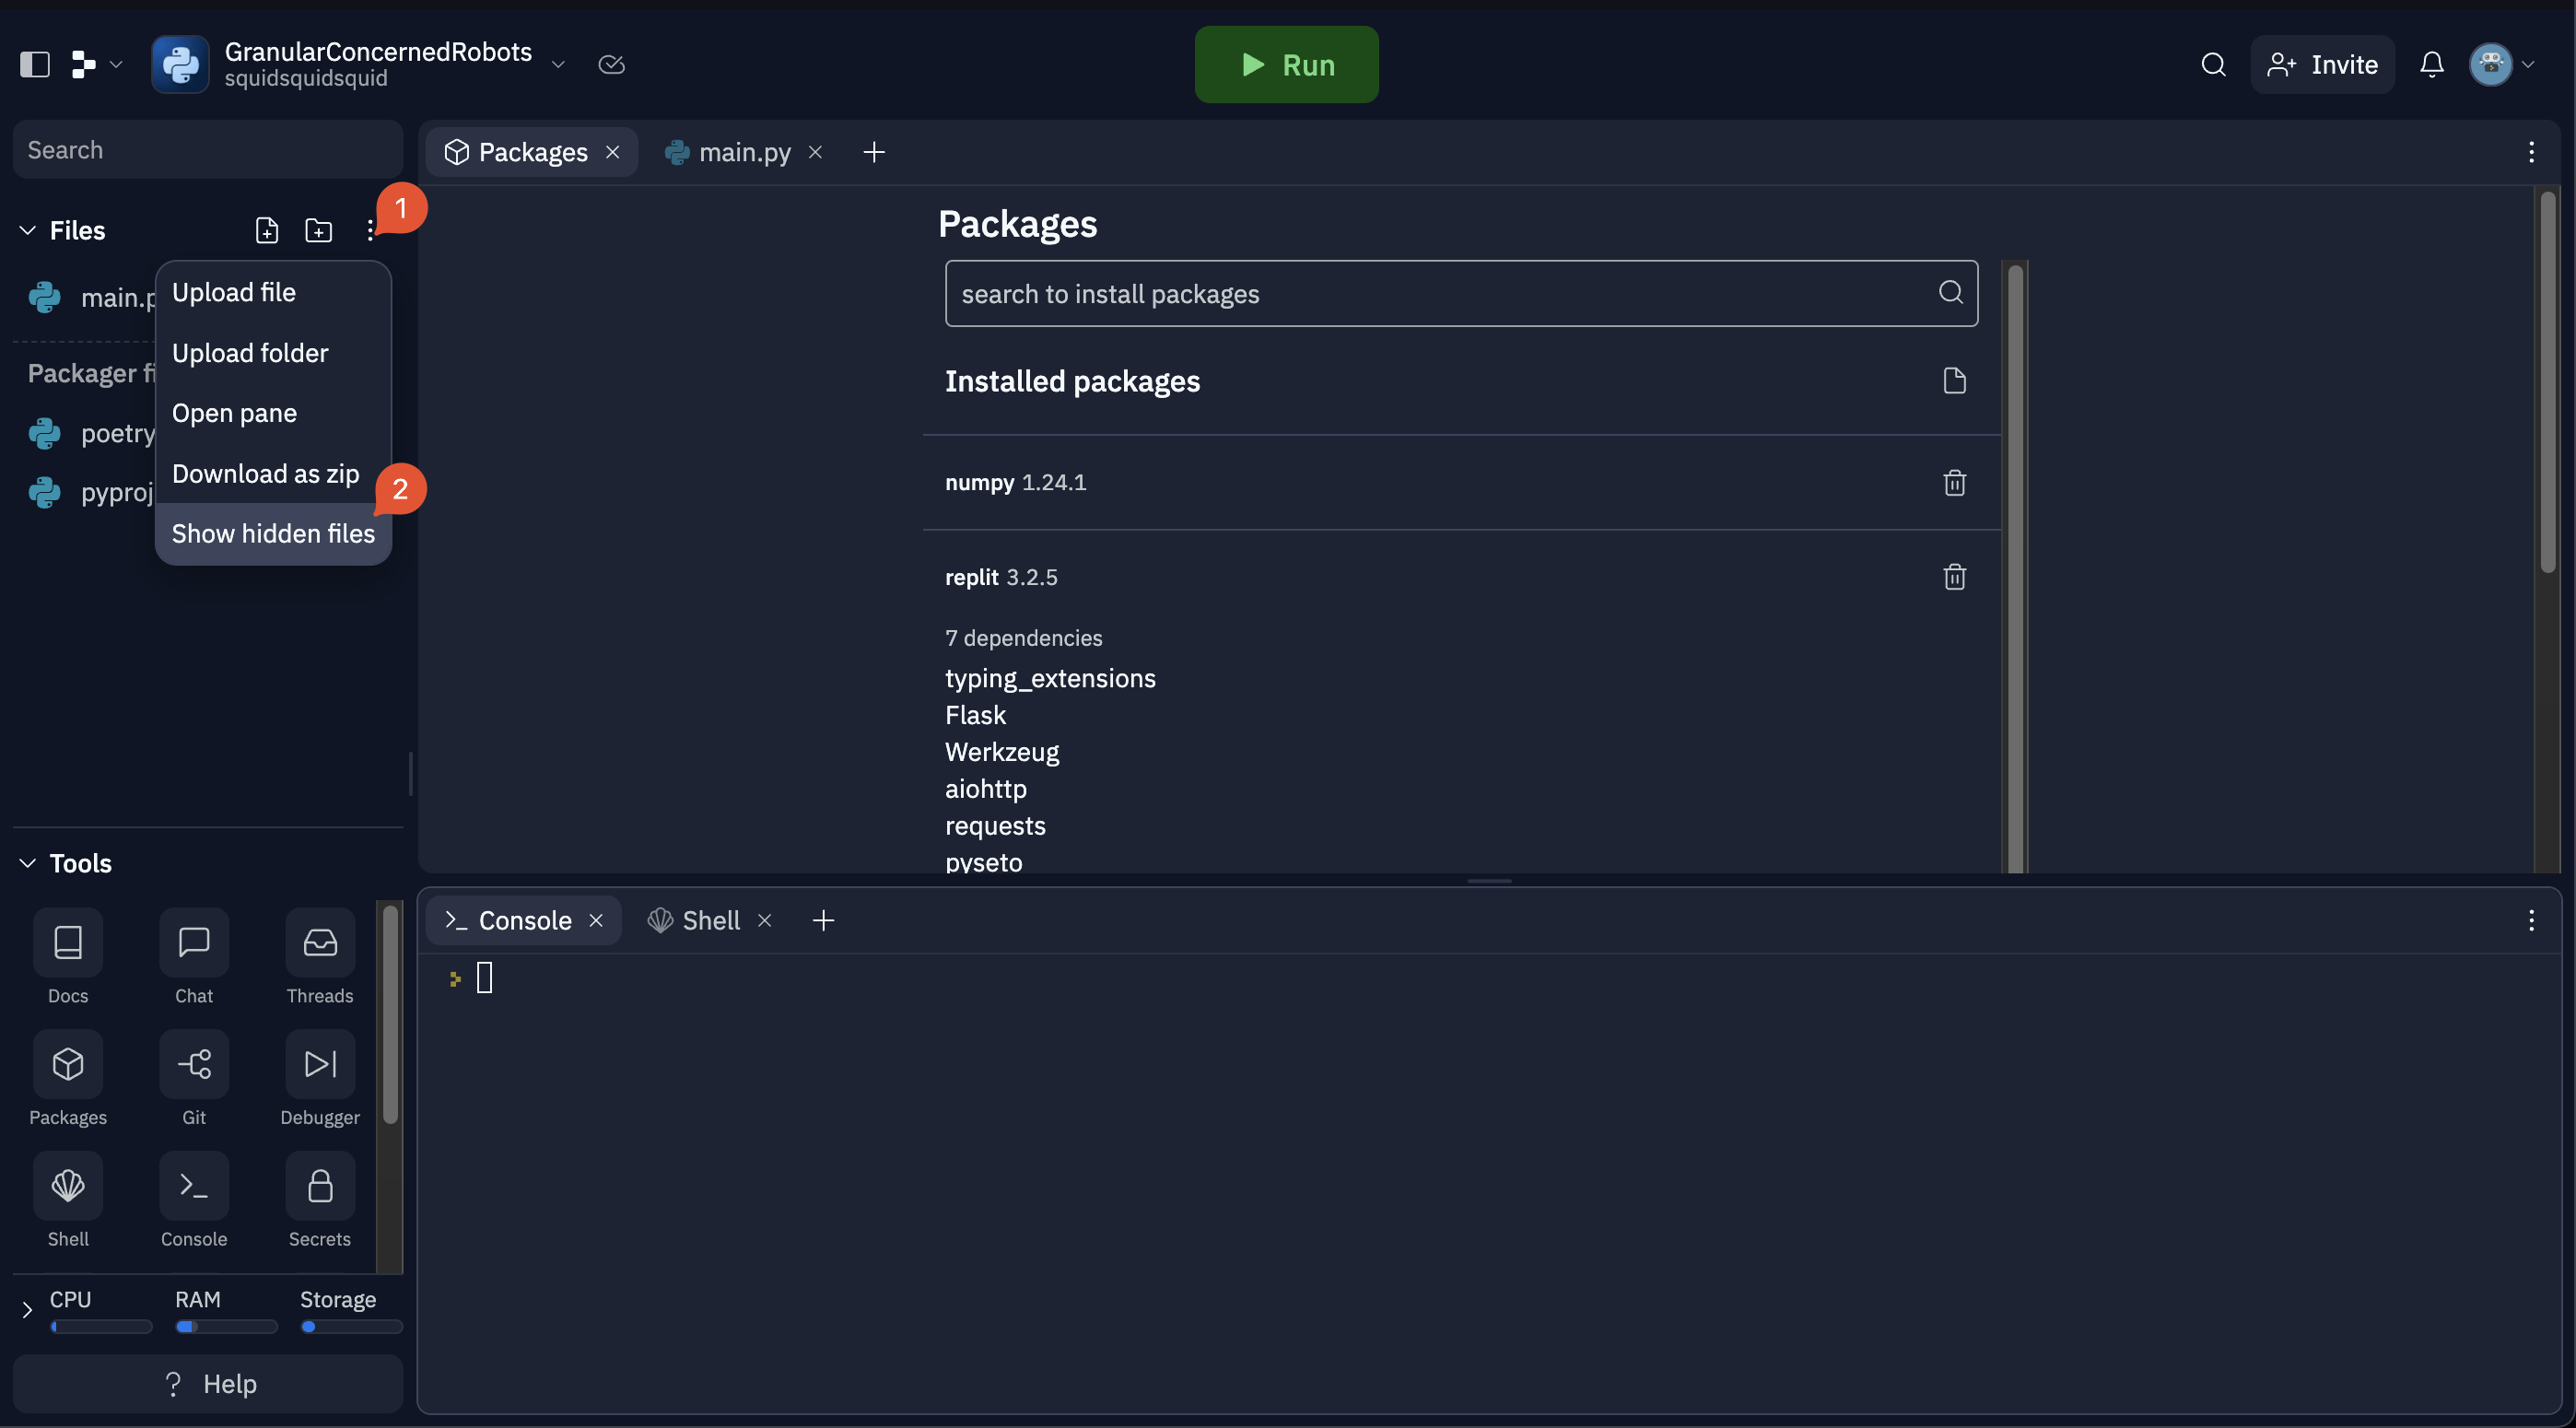 GranularConcernedRobots
squidsquidsquid
Run
Invite
Search
Files
1
main.p
Upload file
Upload folder
Open pane
Download as zip
2
Show hidden files
Packager fi
poetry
pyproj
Packages
main.py
Packages
search to install packages
Installed packages
numpy 1.24.1
replit 3.2.5
7 dependencies
typing_extensions
Flask
Werkzeug
aiohttp
requests
pyseto
Tools
Docs
Chat
Threads
Packages
Git
Debugger
Shell
Console
Secrets
CPU
RAM
Storage
? Help
Console
Shell